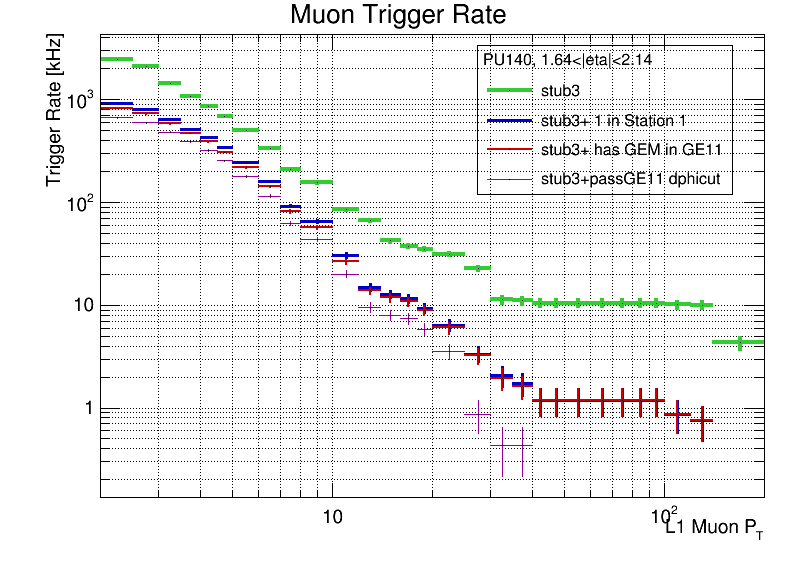 Muon Trigger Rate
Trigger Rate [kHz]
PU140, 1.64<|eta|<2.14
stub3
stub3+ 1 in Station 1
stub3+ has GEM in GE11
stub3+passGE11 dphicut
10³
10²
10
1
10
10²
L1 Muon P_T